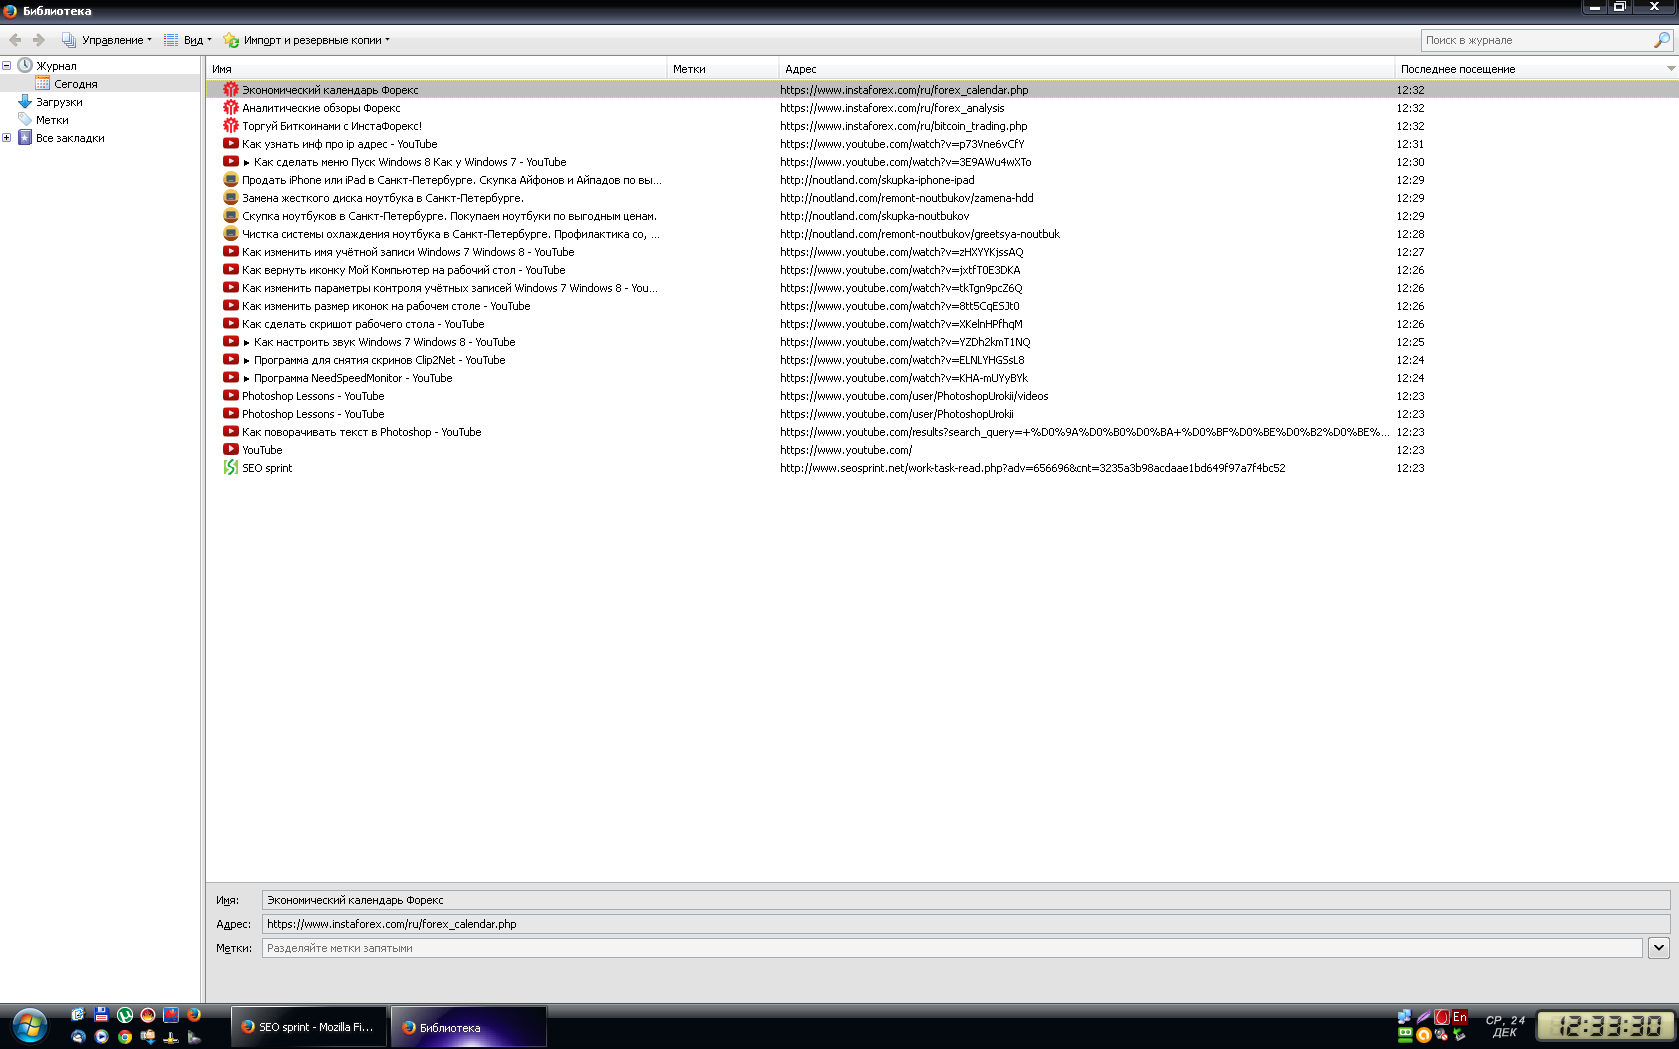 Библиотека
Управление Вид Импорт и резервные копии Поиск в журнале
Журнал
Сегодня
Загрузки
Метки
Все закладки
Имя Метки Адрес Последнее посещение
Экономический календарь Форекс https://www.instaforex.com/ru/forex_calendar.php 12:32
Аналитические обзоры Форекс https://www.instaforex.com/ru/forex_analysis 12:32
Торгуй Биткоинами с ИнстаФорекс! https://www.instaforex.com/ru/bitcoin_trading.php 12:32
Как узнать инф про ip адрес - YouTube https://www.youtube.com/watch?v=p73Vne6vCfY 12:31
► Как сделать меню Пуск Windows 8 Как у Windows 7 - YouTube https://www.youtube.com/watch?v=3E9AWu4wXTo 12:30
Продать iPhone или iPad в Санкт-Петербурге. Скупка Айфонов и Айпадов по вы... http://noutland.com/skupka-iphone-ipad 12:29
Замена жесткого диска ноутбука в Санкт-Петербурге. http://noutland.com/remont-noutbukov/zamena-hdd 12:29
Скупка ноутбуков в Санкт-Петербурге. Покупаем ноутбуки по выгодным ценам. http://noutland.com/skupka-noutbukov 12:29
Чистка системы охлаждения ноутбука в Санкт-Петербурге. Профилактика со, ... http://noutland.com/remont-noutbukov/greetsya-noutbuk 12:28
Как изменить имя учётной записи Windows 7 Windows 8 - YouTube https://www.youtube.com/watch?v=zHXYYKjssAQ 12:27
Как вернуть иконку Мой Компьютер на рабочий стол - YouTube https://www.youtube.com/watch?v=jxtfT0E3DKA 12:26
Как изменить параметры контроля учётных записей Windows 7 Windows 8 - You... https://www.youtube.com/watch?v=tkTgn9pcZ6Q 12:26
Как изменить размер иконок на рабочем столе - YouTube https://www.youtube.com/watch?v=8tt5CqESJt0 12:26
Как сделать скришот рабочего стола - YouTube https://www.youtube.com/watch?v=XKelnHPfhqM 12:26
► Как настроить звук Windows 7 Windows 8 - YouTube https://www.youtube.com/watch?v=YZDh2kmT1NQ 12:25
► Программа для снятия скринов Clip2Net - YouTube https://www.youtube.com/watch?v=ELNLYHGSsL8 12:24
► Программа NeedSpeedMonitor - YouTube https://www.youtube.com/watch?v=KHA-mUYyBYk 12:24
Photoshop Lessons - YouTube https://www.youtube.com/user/PhotoshopUrokii/videos 12:23
Photoshop Lessons - YouTube https://www.youtube.com/user/PhotoshopUrokii 12:23
Как поворачивать текст в Photoshop - YouTube https://www.youtube.com/results?search_query=+%D0%9A%D0%B0%D0%BA+%D0%BF%D0%BE%D0%B2%D0%BE%... 12:23
YouTube https://www.youtube.com/ 12:23
SEO sprint http://www.seosprint.net/work-task-read.php?adv=656696&cnt=3235a3b98acdaae1bd649f97a7f4bc52 12:23
Имя: Экономический календарь Форекс
Адрес: https://www.instaforex.com/ru/forex_calendar.php
Метки: Разделяйте метки запятыми
SEO sprint - Mozilla Fi... Библиотека En СР, 24 ДЕК 12:33:30